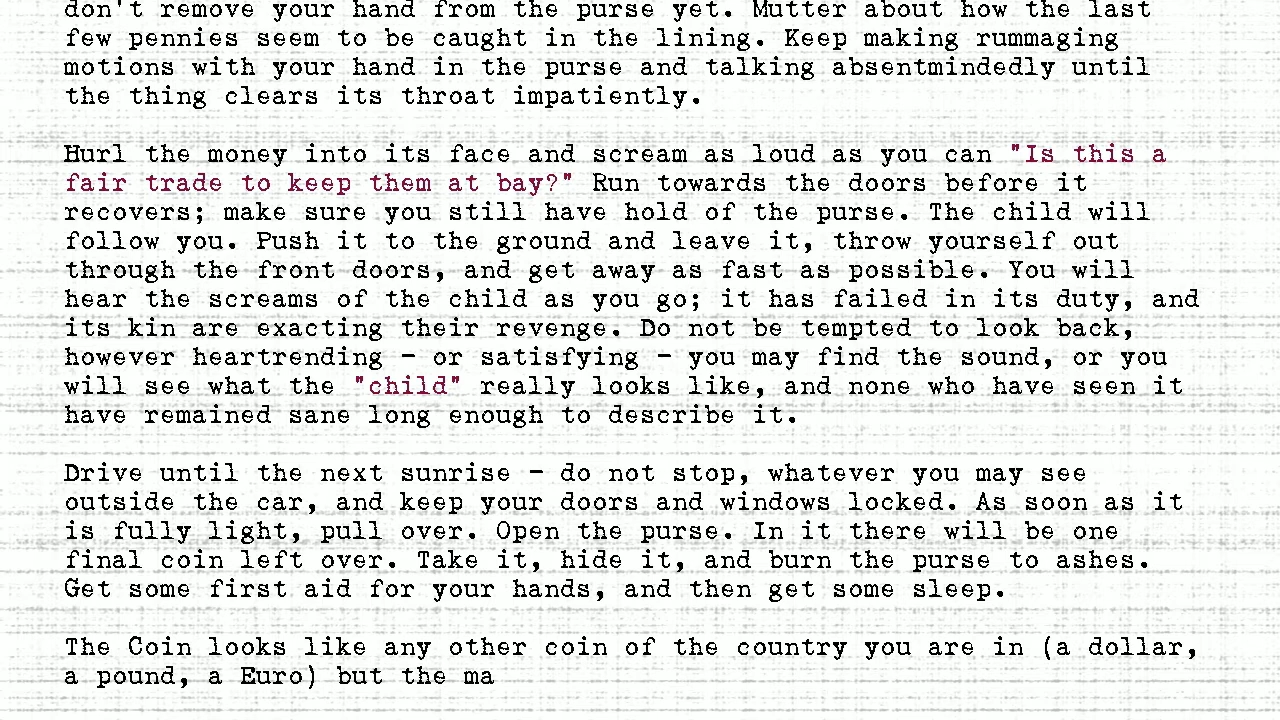 don't remove your hand from the purse yet. Mutter about how the last
few pennies seem to be caught in the lining. Keep making rummaging
motions with your hand in the purse and talking absentmindedly until
the thing clears its throat impatiently.
Hurl the money into its face and scream as loud as you can "Is this a
fair trade to keep them at bay?" Run towards the doors before it
recovers; make sure you still have hold of the purse. The child will
follow you. Push it to the ground and leave it, throw yourself out
through the front doors, and get away as fast as possible. You will
hear the screams of the child as you go; it has failed in its duty, and
its kin are exacting their revenge. Do not be tempted to look back,
however heartrending - or satisfying - you may find the sound, or you
will see what the "child" really looks like, and none who have seen it
have remained sane long enough to describe it.
Drive until the next sunrise - do not stop, whatever you may see
outside the car, and keep your doors and windows locked. As soon as it
is fully light, pull over. Open the purse. In it there will be one
final coin left over. Take it, hide it, and burn the purse to ashes.
Get some first aid for your hands, and then get some sleep.
The Coin looks like any other coin of the country you are in (a dollar,
a pound, a Euro) but the ma